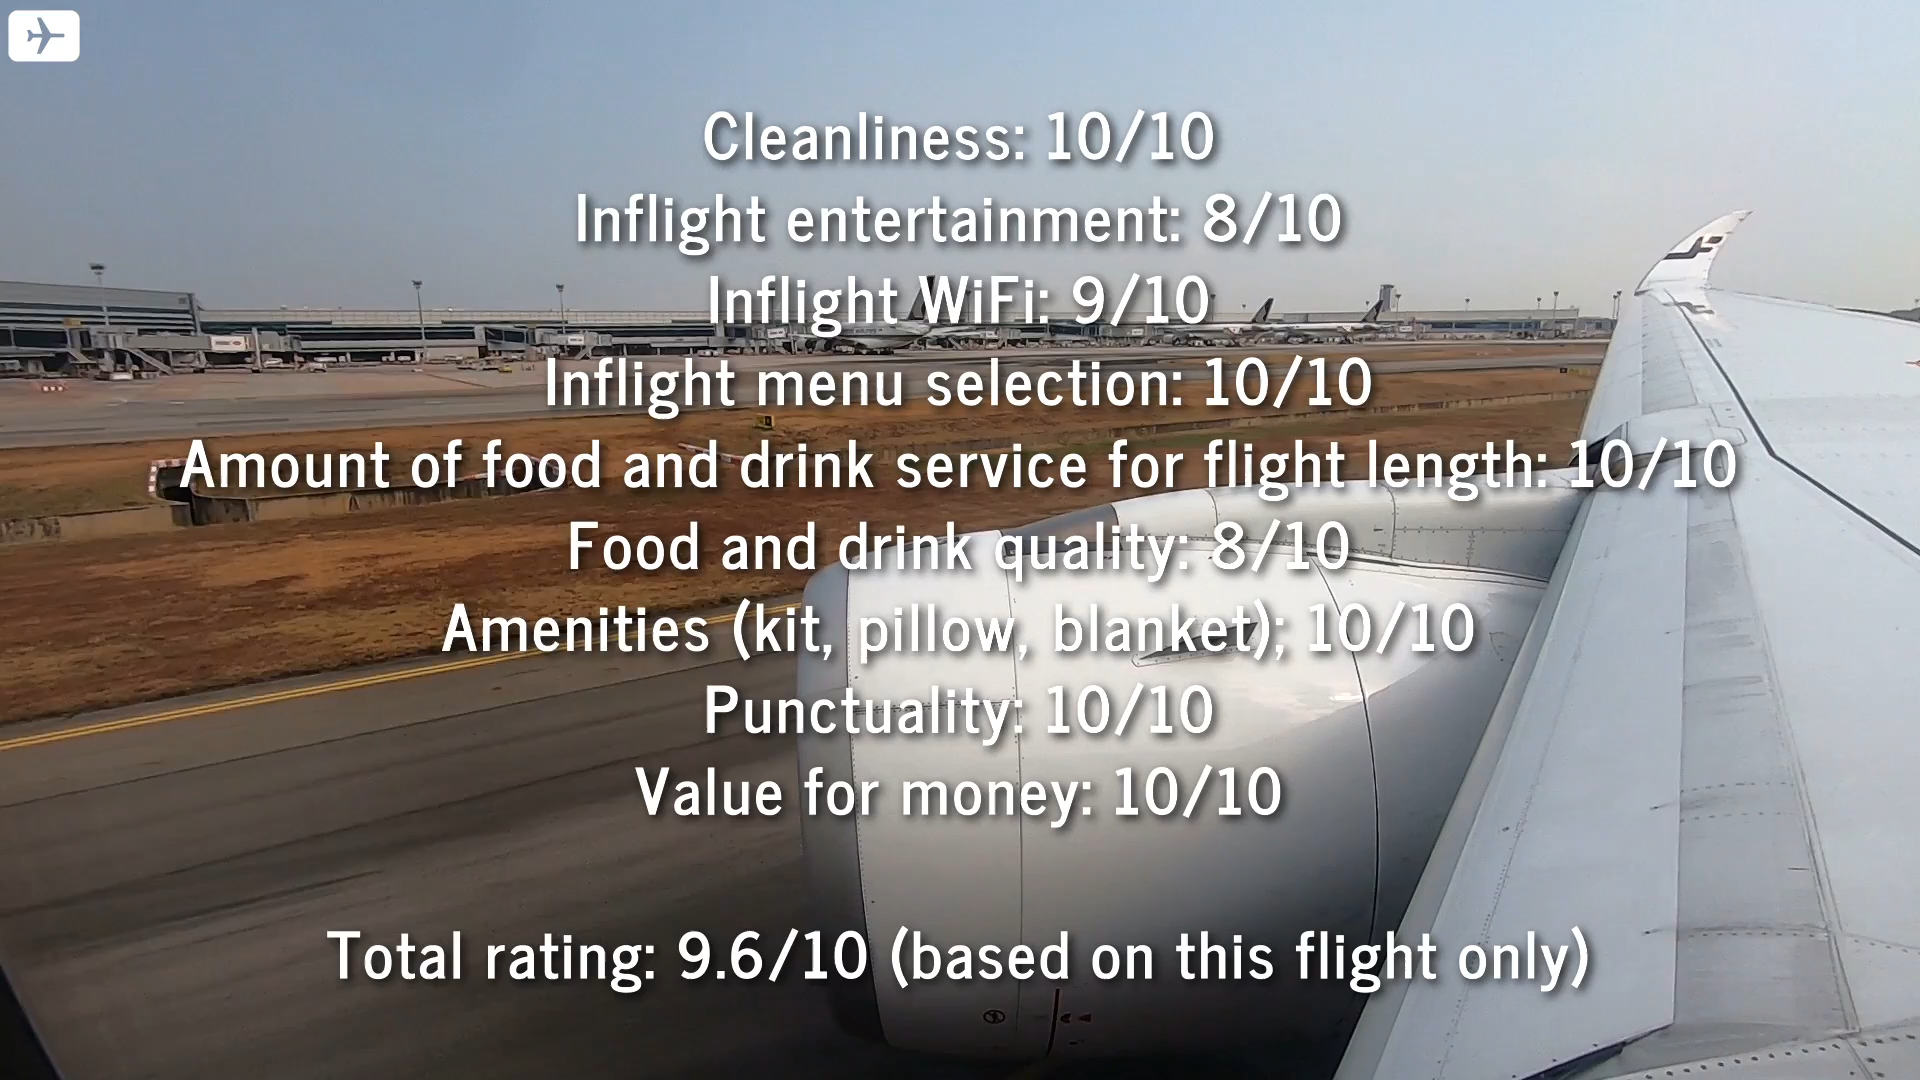 Cleanliness: 10/10
Inflight entertainment: 8/10
Inflight WiFi: 9/10
Inflight menu selection: 10/10
Amount of food and drink service for flight length: 10/10
Food and drink quality: 8/10
Amenities (kit, pillow, blanket); 10/10
Punctuality: 10/10
Value for money: 10/10
Total rating: 9.6/10 (based on this flight only)